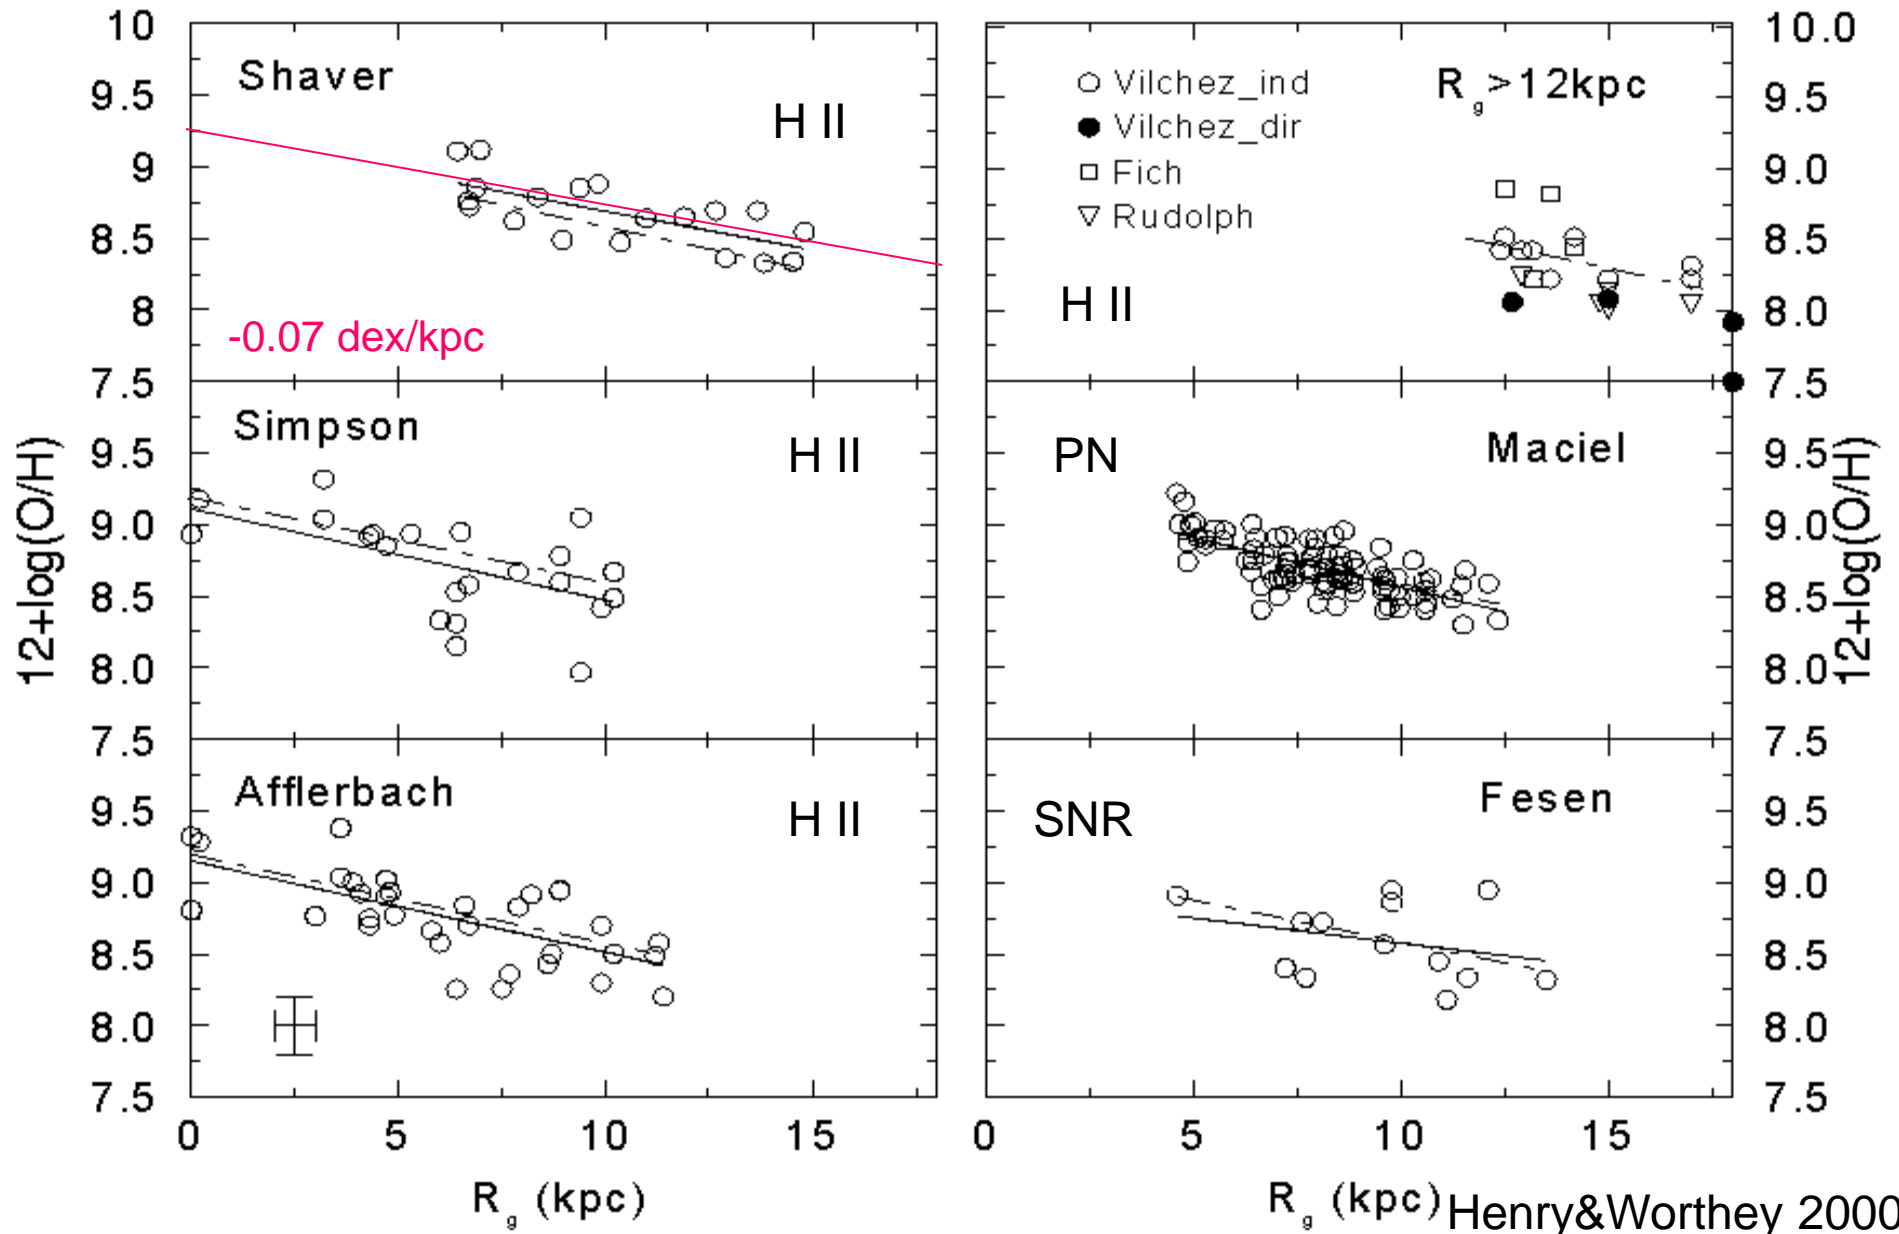 Shaver
H II
-0.07 dex/kpc
10
9.5
9
8.5
8
7.5
○ Vilchez_ind
● Vilchez_dir
□ Fich
▽ Rudolph
R_g>12kpc
H II
10.0
9.5
9.0
8.5
8.0
7.5
Simpson
H II
12+log(O/H)
9.5
9.0
8.5
8.0
7.5
PN
Maciel
9.5
9.0
8.5
8.0
7.5
12+log(O/H)
Afflerbach
H II
9.5
9.0
8.5
8.0
7.5
SNR
Fesen
9.5
9.0
8.5
8.0
7.5
0 5 10 15
R_g (kpc)
0 5 10 15
R_g (kpc)
Henry&Worthey 2000